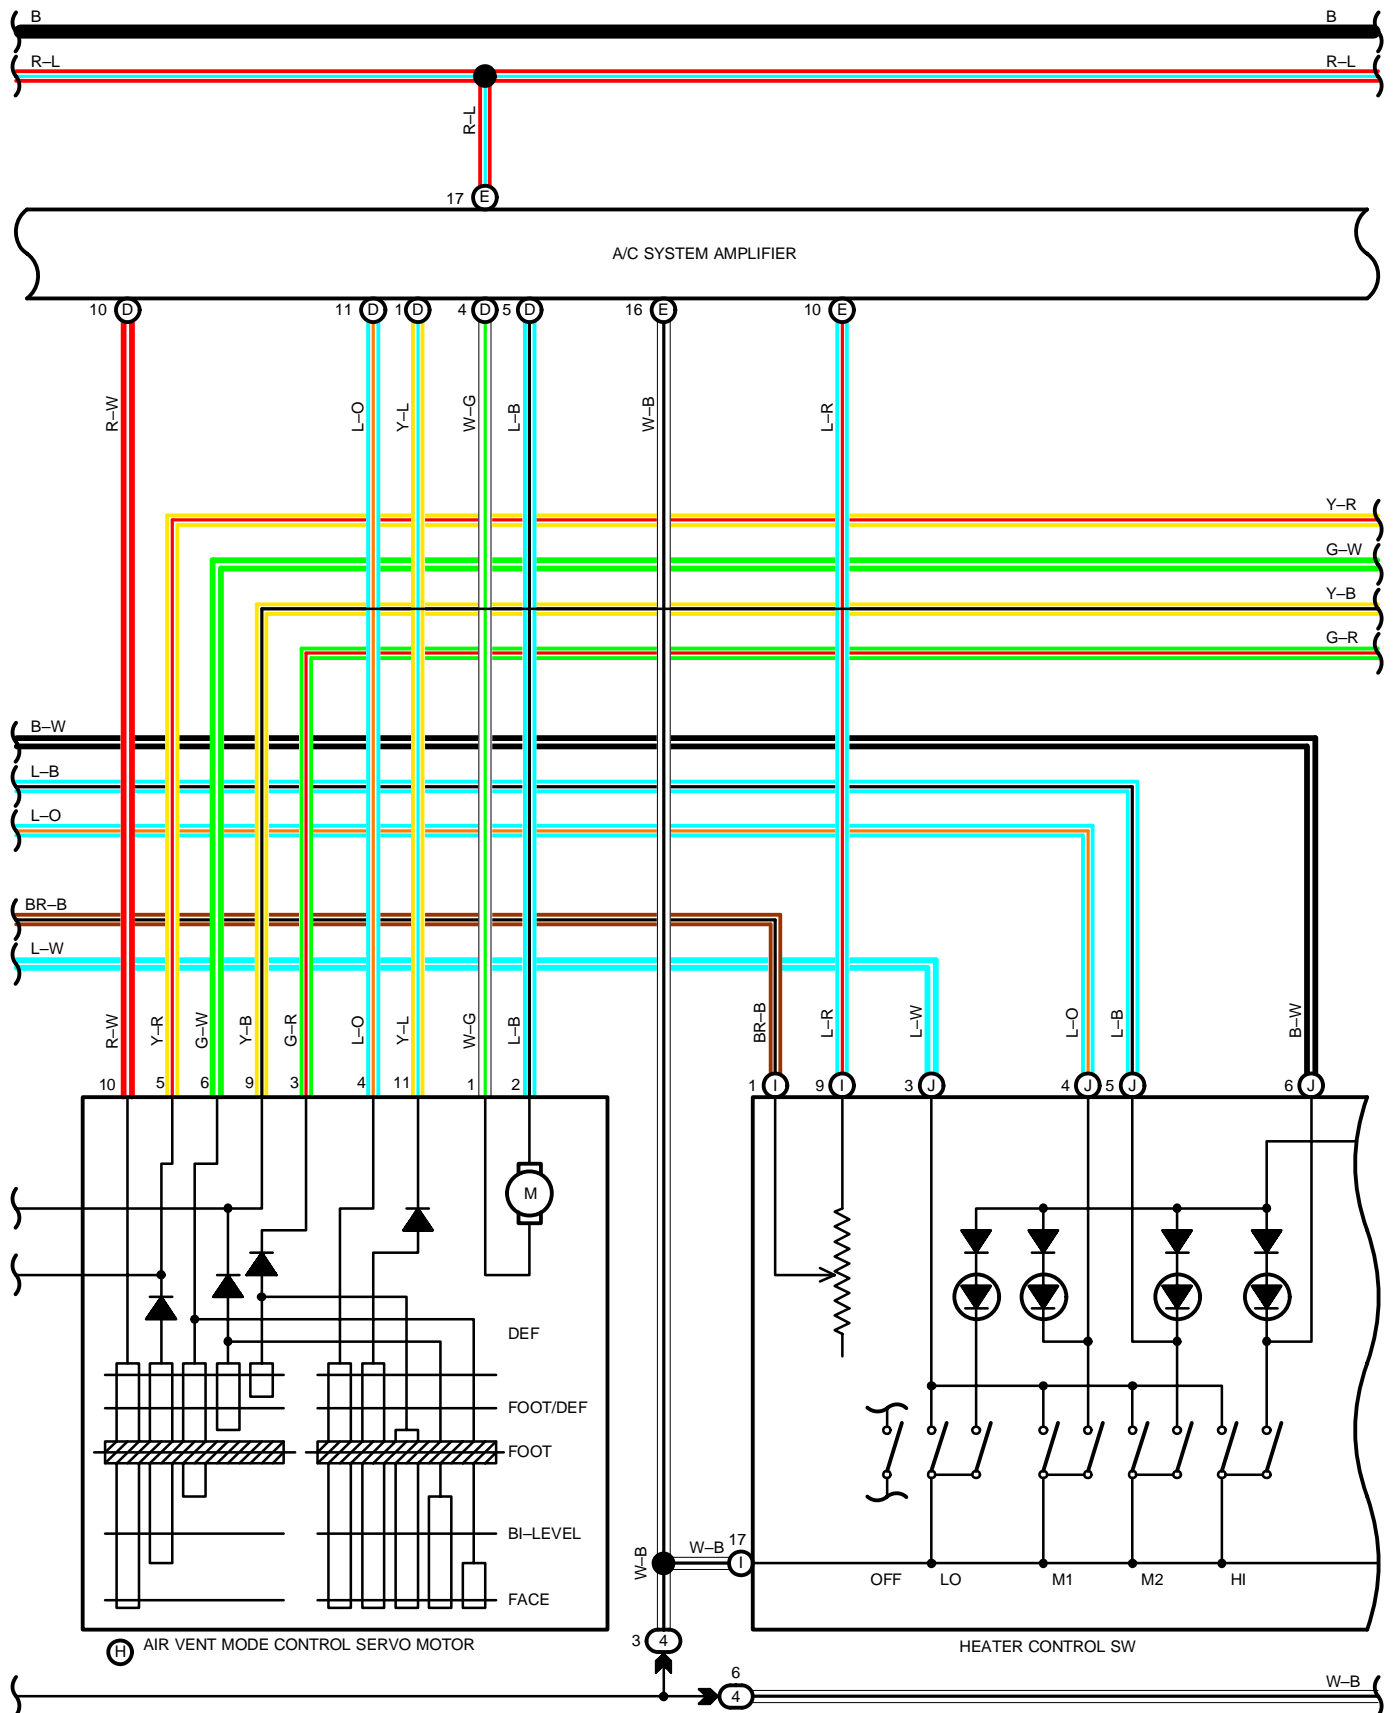 B B
R–L R–L
R–L
17 E
A/C SYSTEM AMPLIFIER
10 D 11 D 1 D 4 D 5 D 16 E 10 E
R–W L–O Y–L W–G L–B W–B L–R
Y–R
G–W
Y–B
G–R
B–W
L–B
L–O
BR–B
L–W
R–W Y–R G–W Y–B G–R L–O Y–L W–G L–B BR–B L–R L–W L–O L–B B–W
10 5 6 9 3 4 11 1 2 1 I 9 I 3 J 4 J 5 J 6 J
M
DEF
FOOT/DEF
FOOT
BI–LEVEL
W–B W–B 17 I
OFF LO M1 M2 HI
FACE
H AIR VENT MODE CONTROL SERVO MOTOR
3 4
HEATER CONTROL SW
6
4
W–B